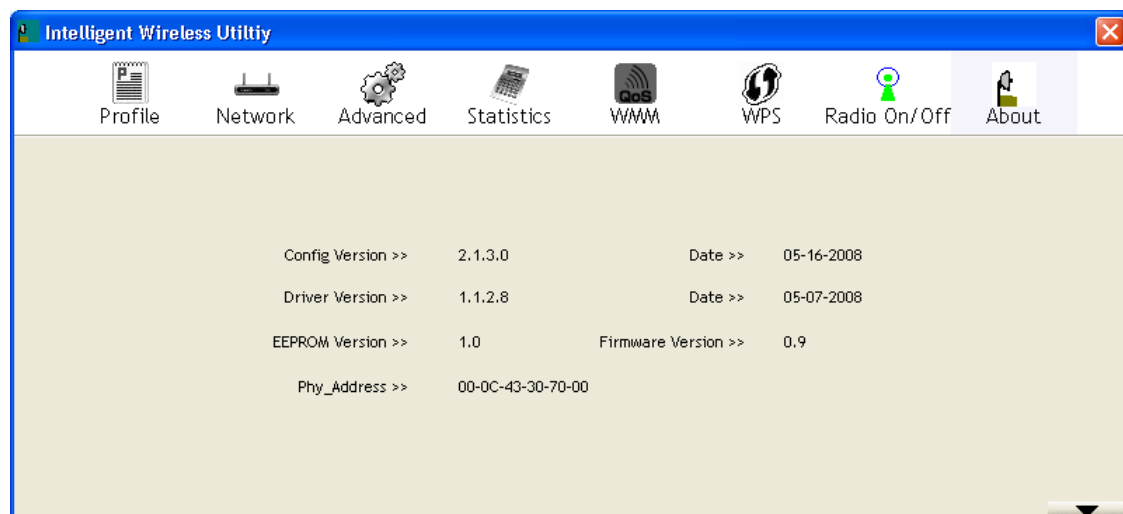 Intelligent Wireless Utiltiy
P
QoS
Profile Network Advanced Statistics WMM WPS Radio On/Off About
Config Version >> 2.1.3.0 Date >> 05-16-2008
Driver Version >> 1.1.2.8 Date >> 05-07-2008
EEPROM Version >> 1.0 Firmware Version >> 0.9
Phy_Address >> 00-0C-43-30-70-00